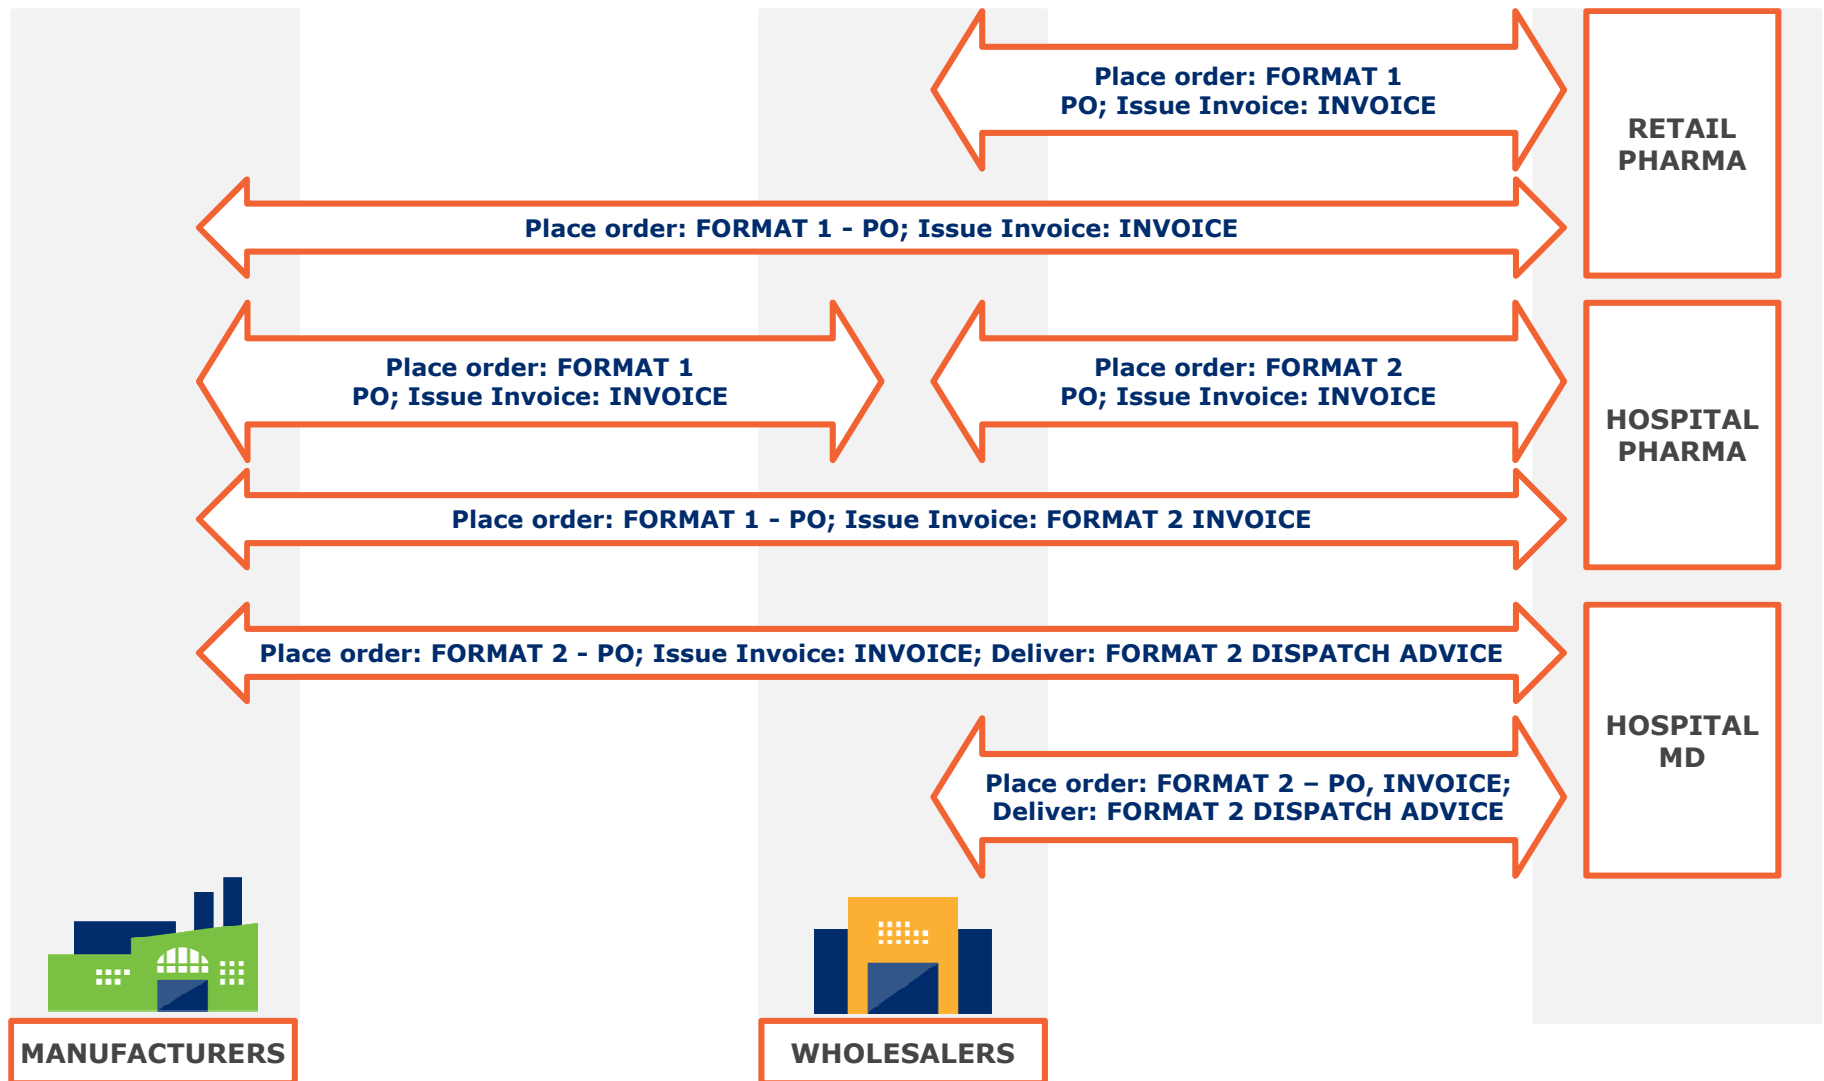 Place order: FORMAT 1
PO; Issue Invoice: INVOICE
RETAIL
PHARMA
Place order: FORMAT 1 - PO; Issue Invoice: INVOICE
Place order: FORMAT 1
PO; Issue Invoice: INVOICE
Place order: FORMAT 2
PO; Issue Invoice: INVOICE
HOSPITAL
PHARMA
Place order: FORMAT 1 - PO; Issue Invoice: FORMAT 2 INVOICE
Place order: FORMAT 2 - PO; Issue Invoice: INVOICE; Deliver: FORMAT 2 DISPATCH ADVICE
HOSPITAL
MD
Place order: FORMAT 2 – PO, INVOICE;
Deliver: FORMAT 2 DISPATCH ADVICE
MANUFACTURERS
WHOLESALERS